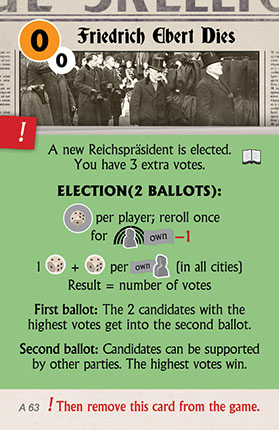 0
0
Friedrich Ebert Dies
!
A new Reichspräsident is elected.
You have 3 extra votes.
ELECTION(2 BALLOTS):
per player; reroll once
for own –1
1 + per own (in all cities)
Result = number of votes
First ballot: The 2 candidates with the
highest votes get into the second ballot.
Second ballot: Candidates can be supported
by other parties. The highest votes win.
A 63 ! Then remove this card from the game.